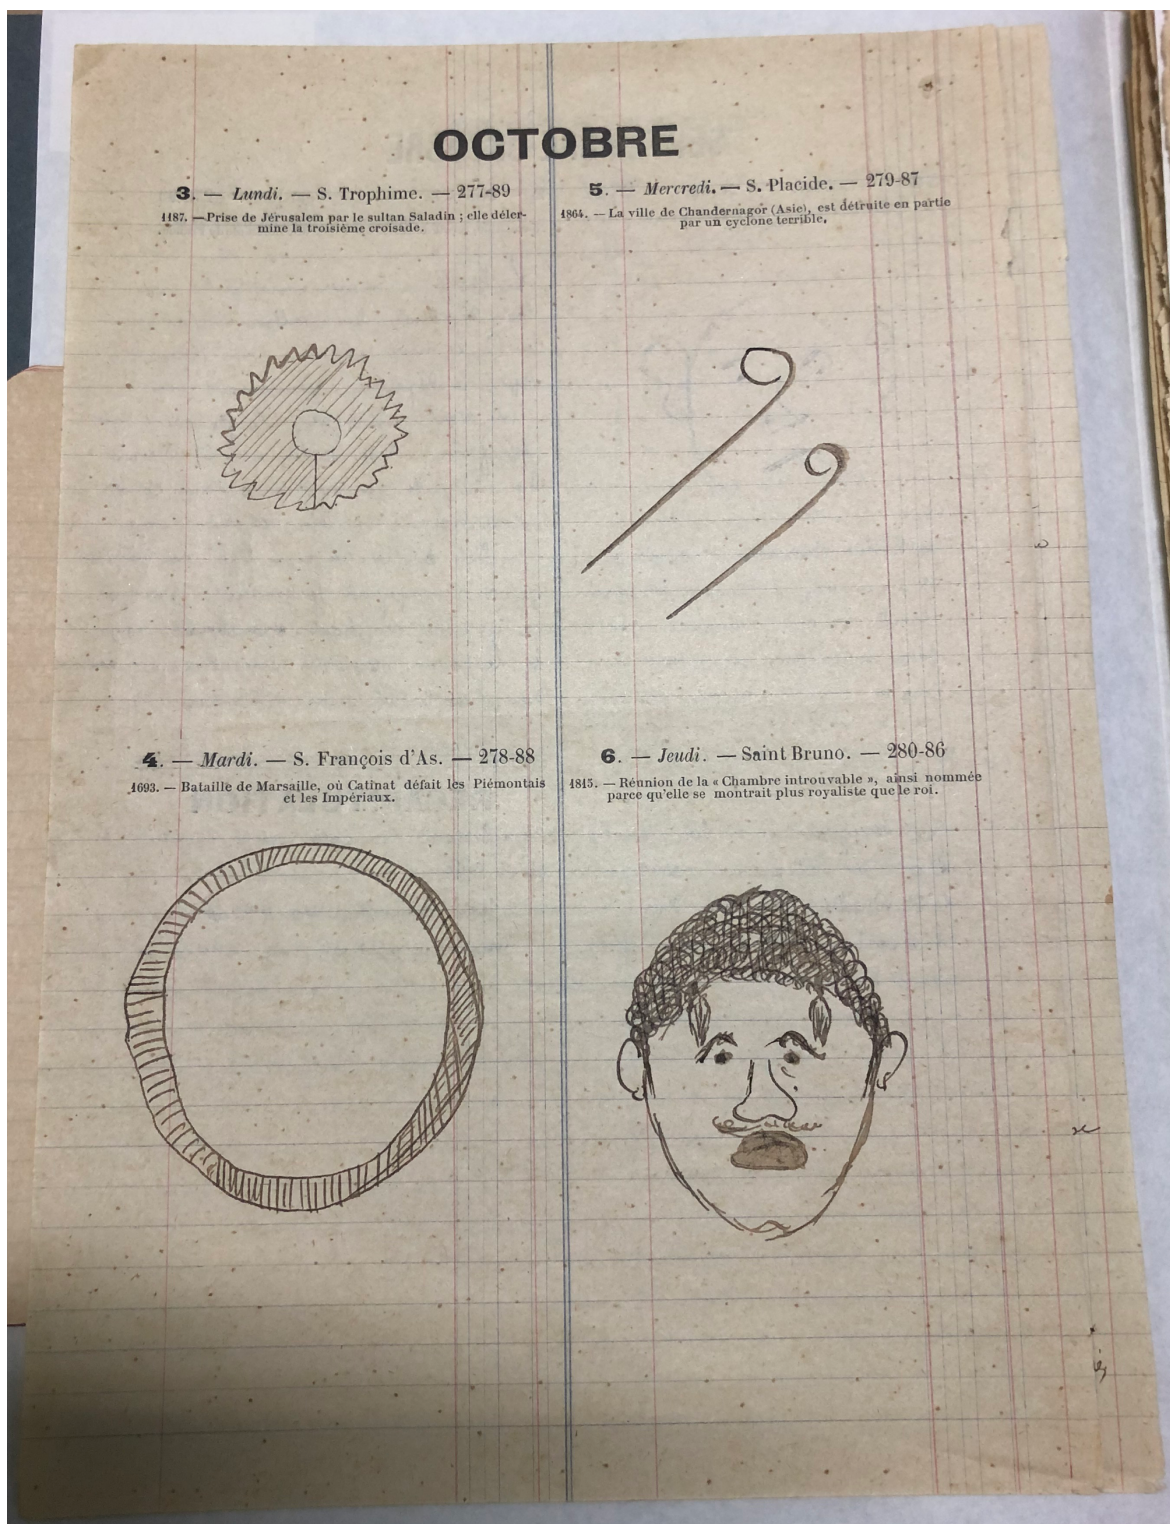 OCTOBRE
3. — Lundi. — S. Trophime. — 277-89
1187. — Prise de Jérusalem par le sultan Saladin ; elle déter-
mine la troisième croisade.
4. — Mardi. — S. François d'As. — 278-88
1693. — Bataille de Marsaille, où Catinat défait les Piémontais
et les Impériaux.
5. — Mercredi. — S. Placide. — 279-87
1864. — La ville de Chandernagor (Asie), est détruite en partie
par un cyclone terrible.
6. — Jeudi. — Saint Bruno. — 280-86
1815. — Réunion de la « Chambre introuvable », ainsi nommée
parce qu'elle se montrait plus royaliste que le roi.